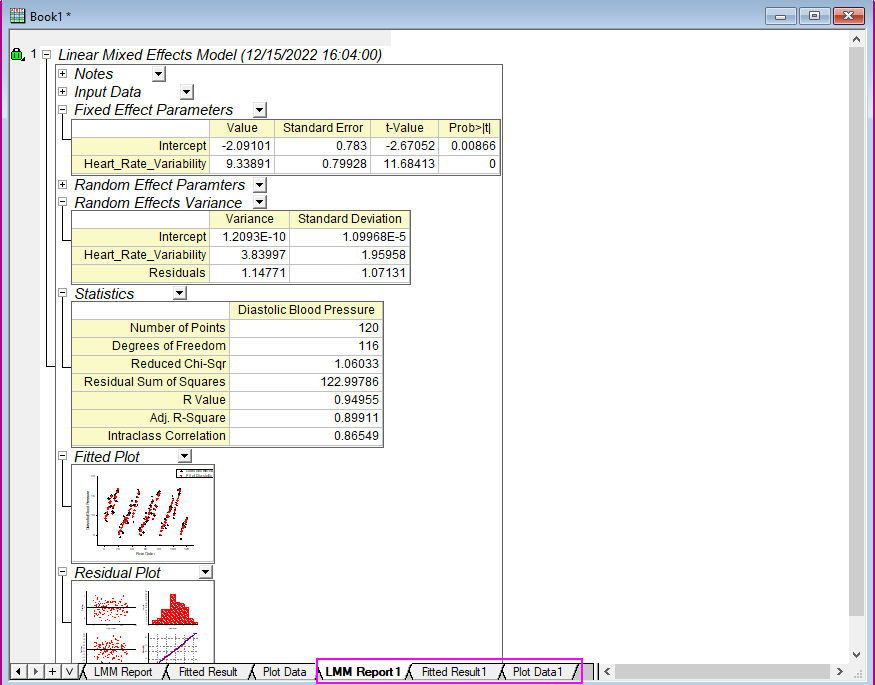 Book1 *
1 Linear Mixed Effects Model (12/15/2022 16:04:00)
Notes
Input Data
Fixed Effect Parameters
Value Standard Error t-Value Prob>|t|
Intercept -2.09101 0.783 -2.67052 0.00866
Heart_Rate_Variability 9.33891 0.79928 11.68413 0
Random Effect Paramters
Random Effects Variance
Variance Standard Deviation
Intercept 1.2093E-10 1.09968E-5
Heart_Rate_Variability 3.83997 1.95958
Residuals 1.14771 1.07131
Statistics
Diastolic Blood Pressure
Number of Points 120
Degrees of Freedom 116
Reduced Chi-Sqr 1.06033
Residual Sum of Squares 122.99786
R Value 0.94955
Adj. R-Square 0.89911
Intraclass Correlation 0.86549
Fitted Plot
Residual Plot
LMM Report Fitted Result Plot Data LMM Report1 Fitted Result1 Plot Data1